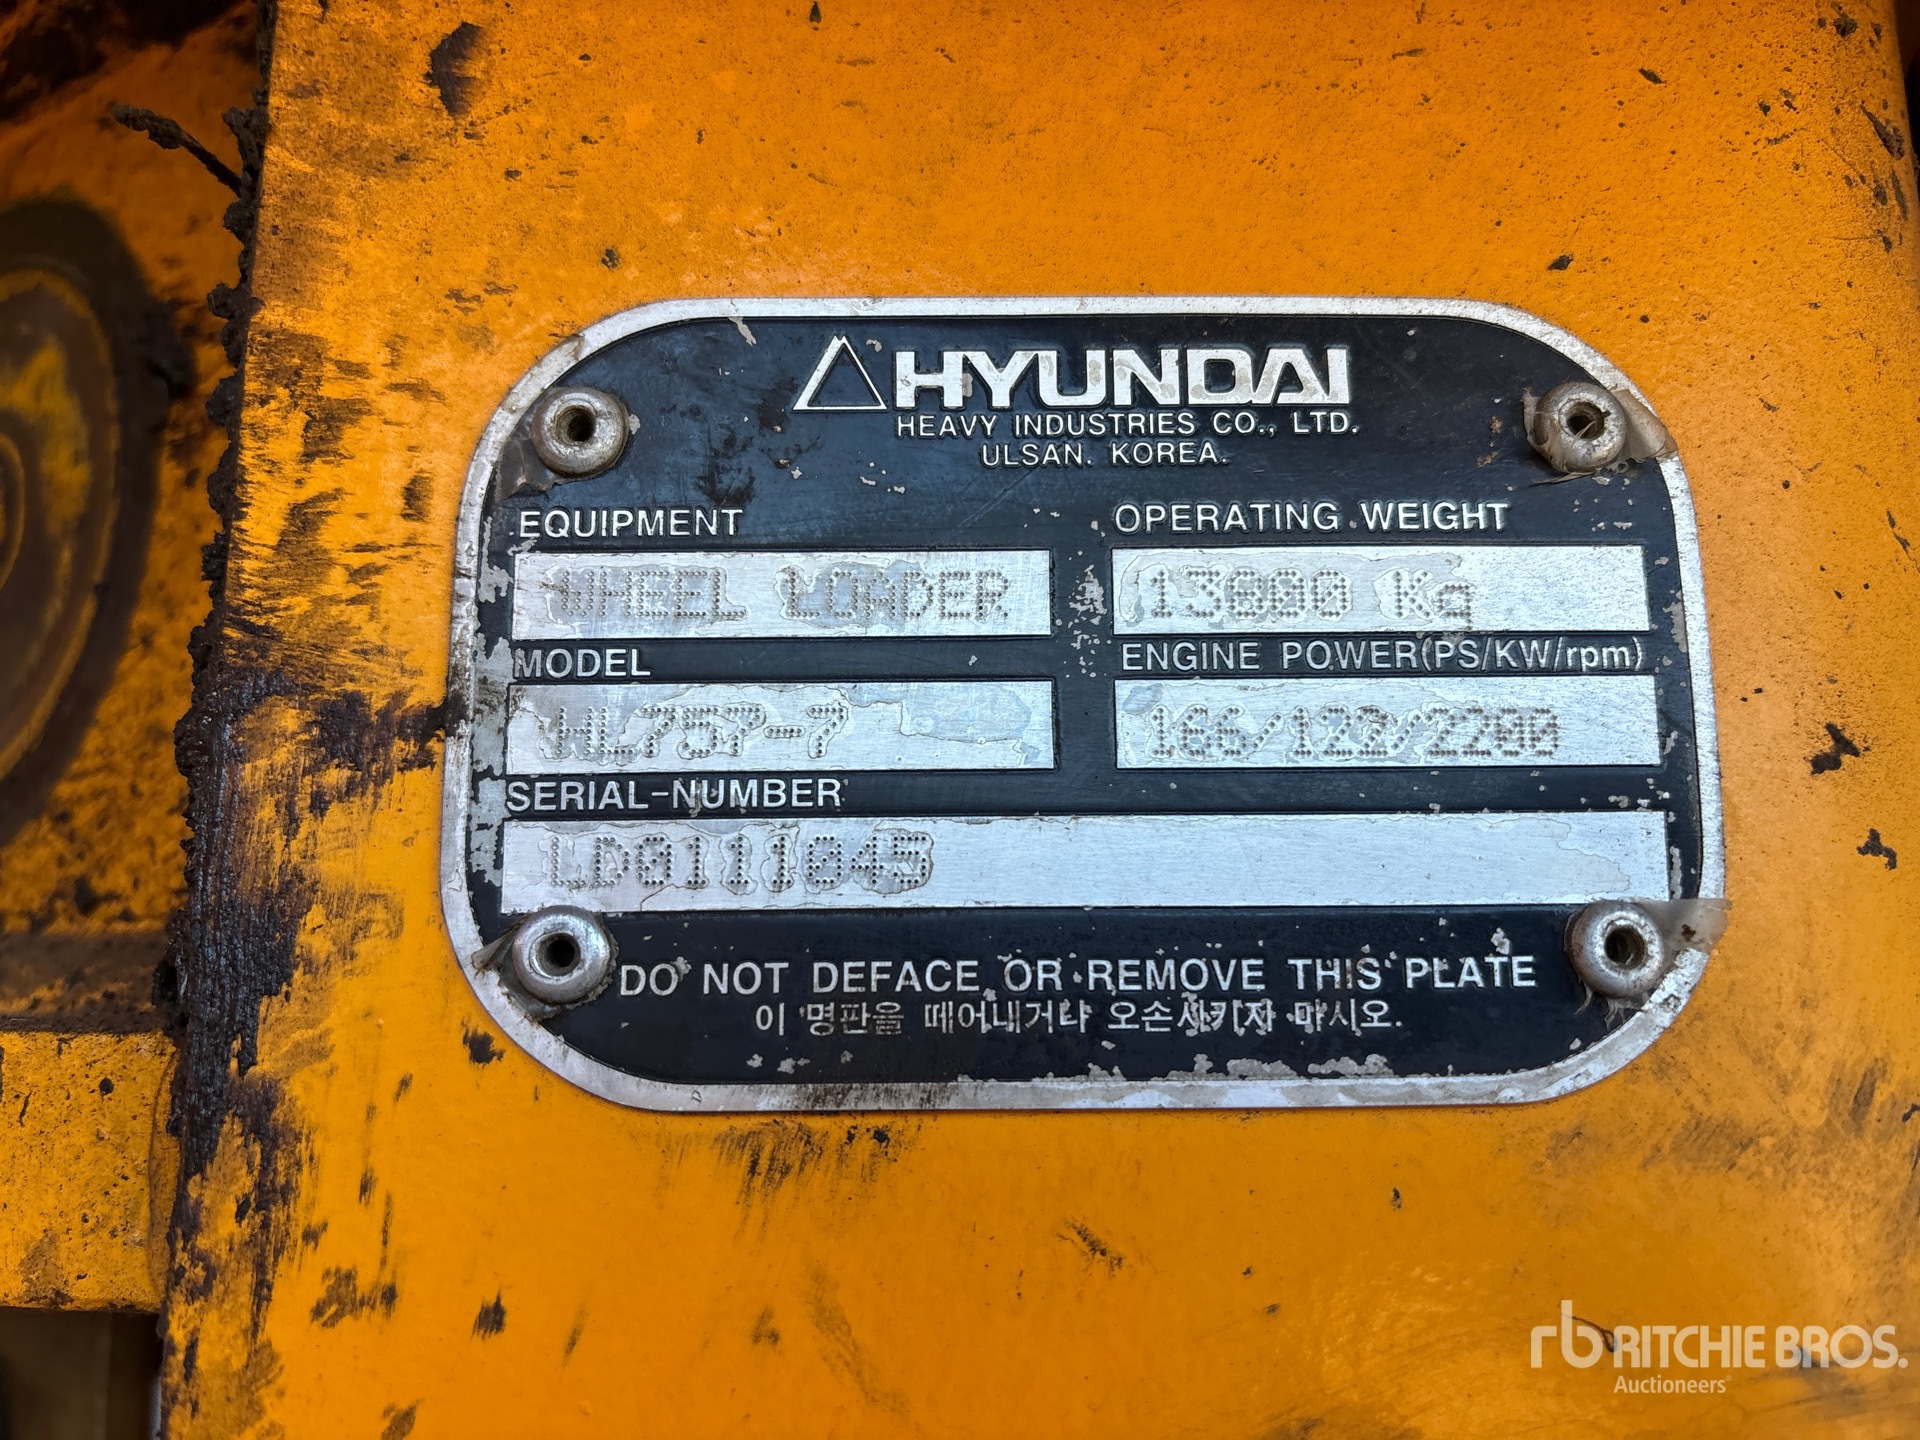 HYUNDAI
HEAVY INDUSTRIES CO., LTD.
ULSAN. KOREA.
EQUIPMENT
WHEEL LOADER
OPERATING WEIGHT
13800 Kg
MODEL
HL757-7
ENGINE POWER(PS/KW/rpm)
166/122/2200
SERIAL-NUMBER
LD0111045
DO NOT DEFACE OR REMOVE THIS PLATE
이 명판을 떼어내거나 오손시키지 마시오.
rb RITCHIE BROS.
Auctioneers